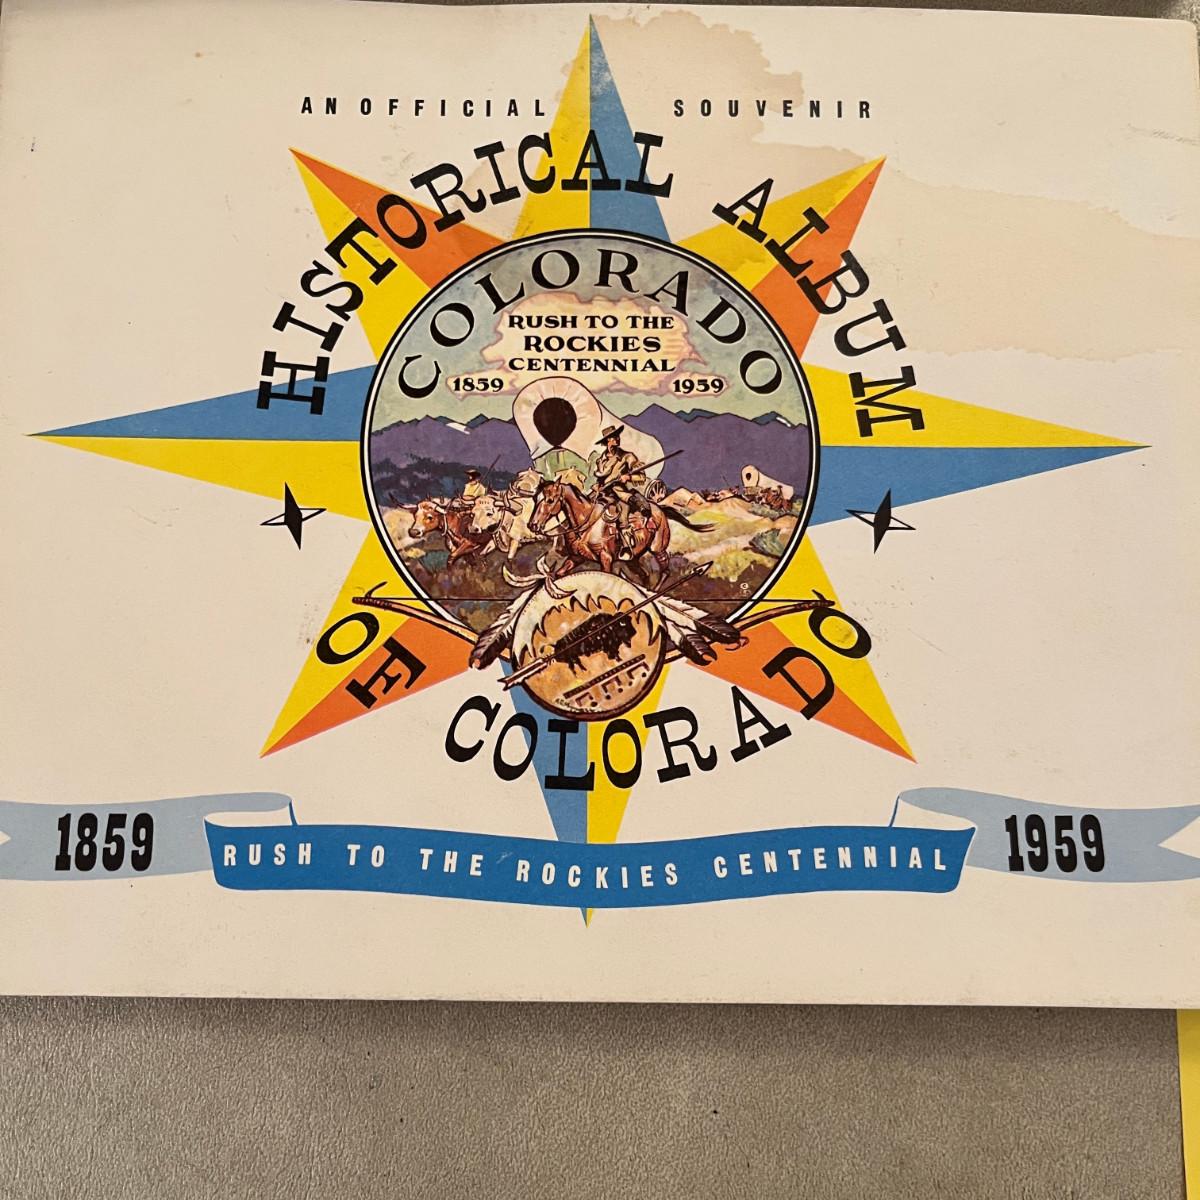 AN OFFICIAL SOUVENIR
HISTORICAL ALBUM
COLORADO
RUSH TO THE
ROCKIES
CENTENNIAL
1859 1959
OF
COLORADO
1859 RUSH TO THE ROCKIES CENTENNIAL 1959